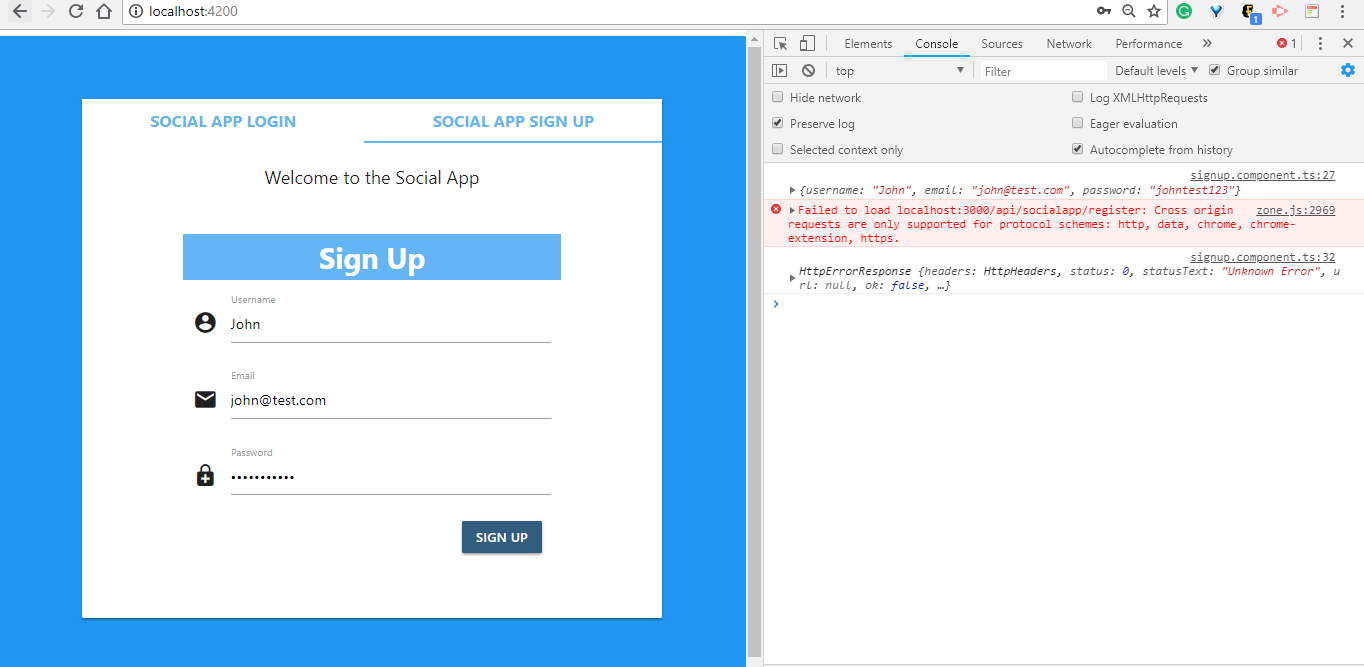 localhost:4200
1
SOCIAL APP LOGIN
SOCIAL APP SIGN UP
Welcome to the Social App
Sign Up
Username
John
Email
john@test.com
Password
•••••••••••
SIGN UP
Elements Console Sources Network Performance » 1
top Filter Default levels Group similar
Hide network Log XMLHttpRequests
Preserve log Eager evaluation
Selected context only Autocomplete from history
signup.component.ts:27
{username: "John", email: "john@test.com", password: "johntest123"}
Failed to load localhost:3000/api/socialapp/register: Cross origin zone.js:2969
requests are only supported for protocol schemes: http, data, chrome, chrome-
extension, https.
signup.component.ts:32
HttpErrorResponse {headers: HttpHeaders, status: 0, statusText: "Unknown Error", u
rl: null, ok: false, …}